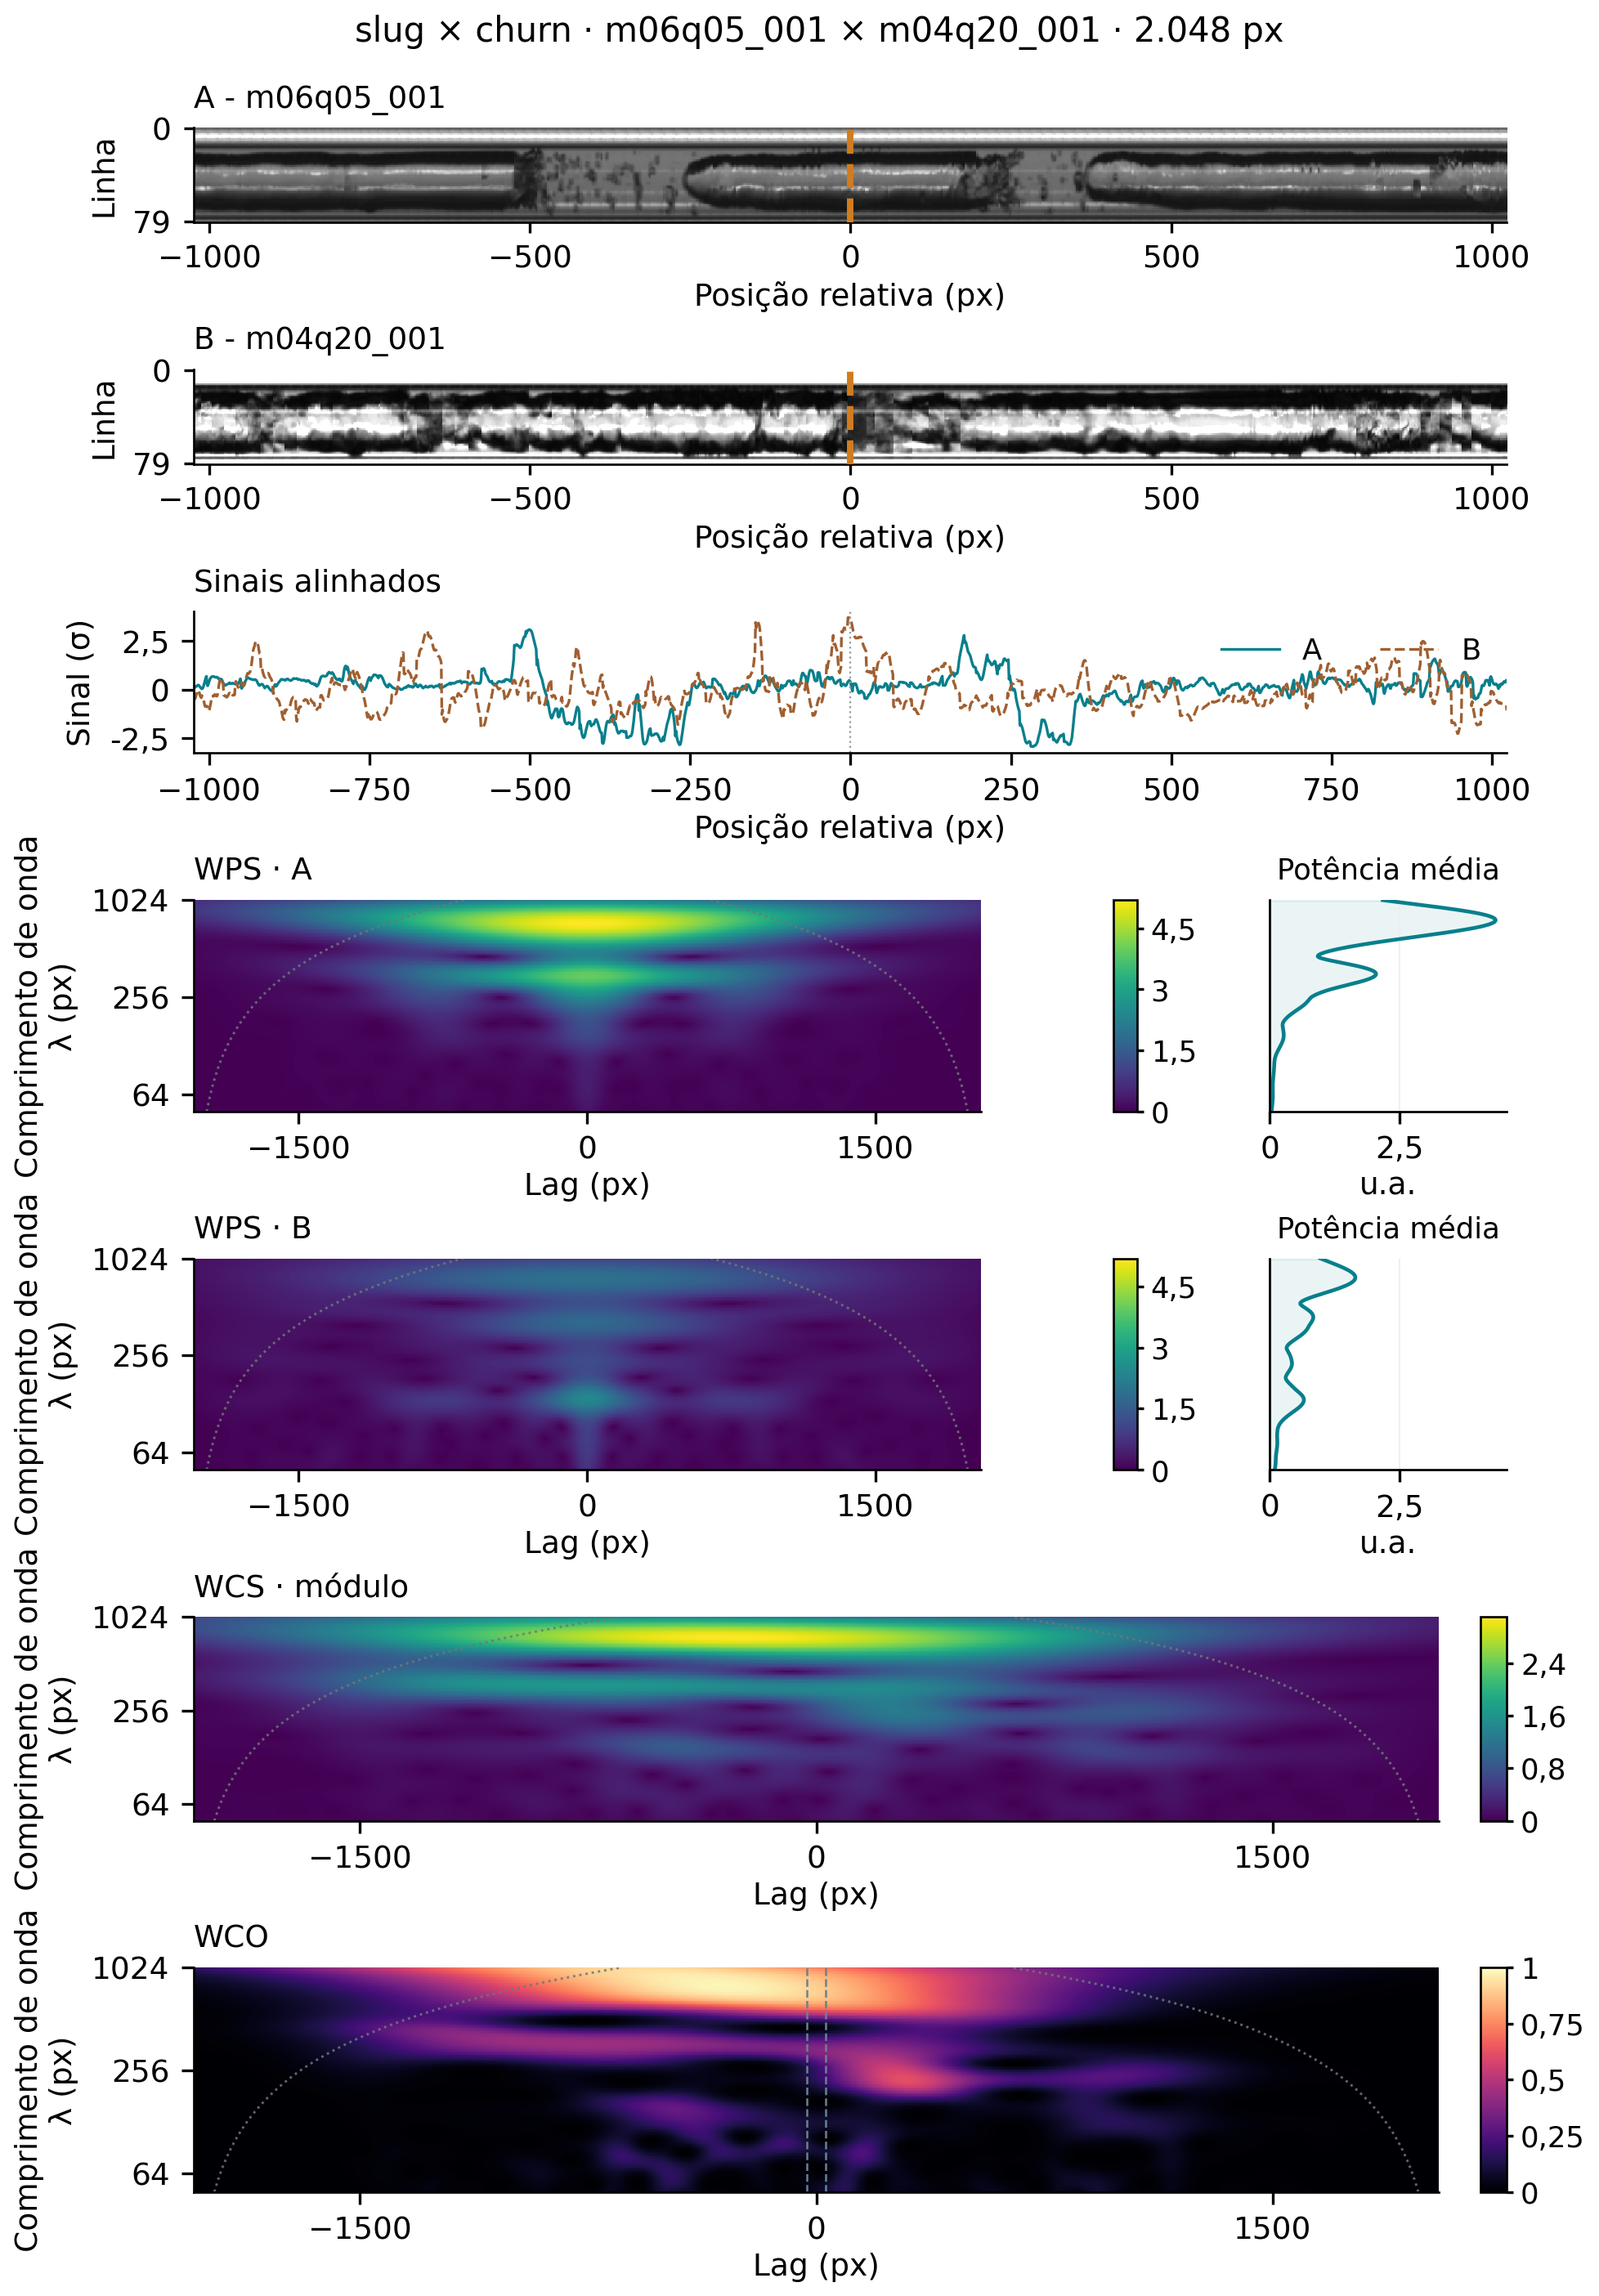 slug × churn · m06q05_001 × m04q20_001 · 2.048 px
A - m06q05_001
Linha
0
79
−1000 −500 0 500 1000
Posição relativa (px)
B - m04q20_001
Linha
0
79
−1000 −500 0 500 1000
Posição relativa (px)
Sinais alinhados
Sinal (σ)
2,5
0
-2,5
A B
−1000 −750 −500 −250 0 250 500 750 1000
Posição relativa (px)
WPS · A
Comprimento de onda
λ (px)
1024
256
64
−1500 0 1500
Lag (px)
4,5
3
1,5
0
Potência média
0 2,5
u.a.
WPS · B
Comprimento de onda
λ (px)
1024
256
64
−1500 0 1500
Lag (px)
4,5
3
1,5
0
Potência média
0 2,5
u.a.
WCS · módulo
Comprimento de onda
λ (px)
1024
256
64
−1500 0 1500
Lag (px)
2,4
1,6
0,8
0
WCO
Comprimento de onda
λ (px)
1024
256
64
−1500 0 1500
Lag (px)
1
0,75
0,5
0,25
0